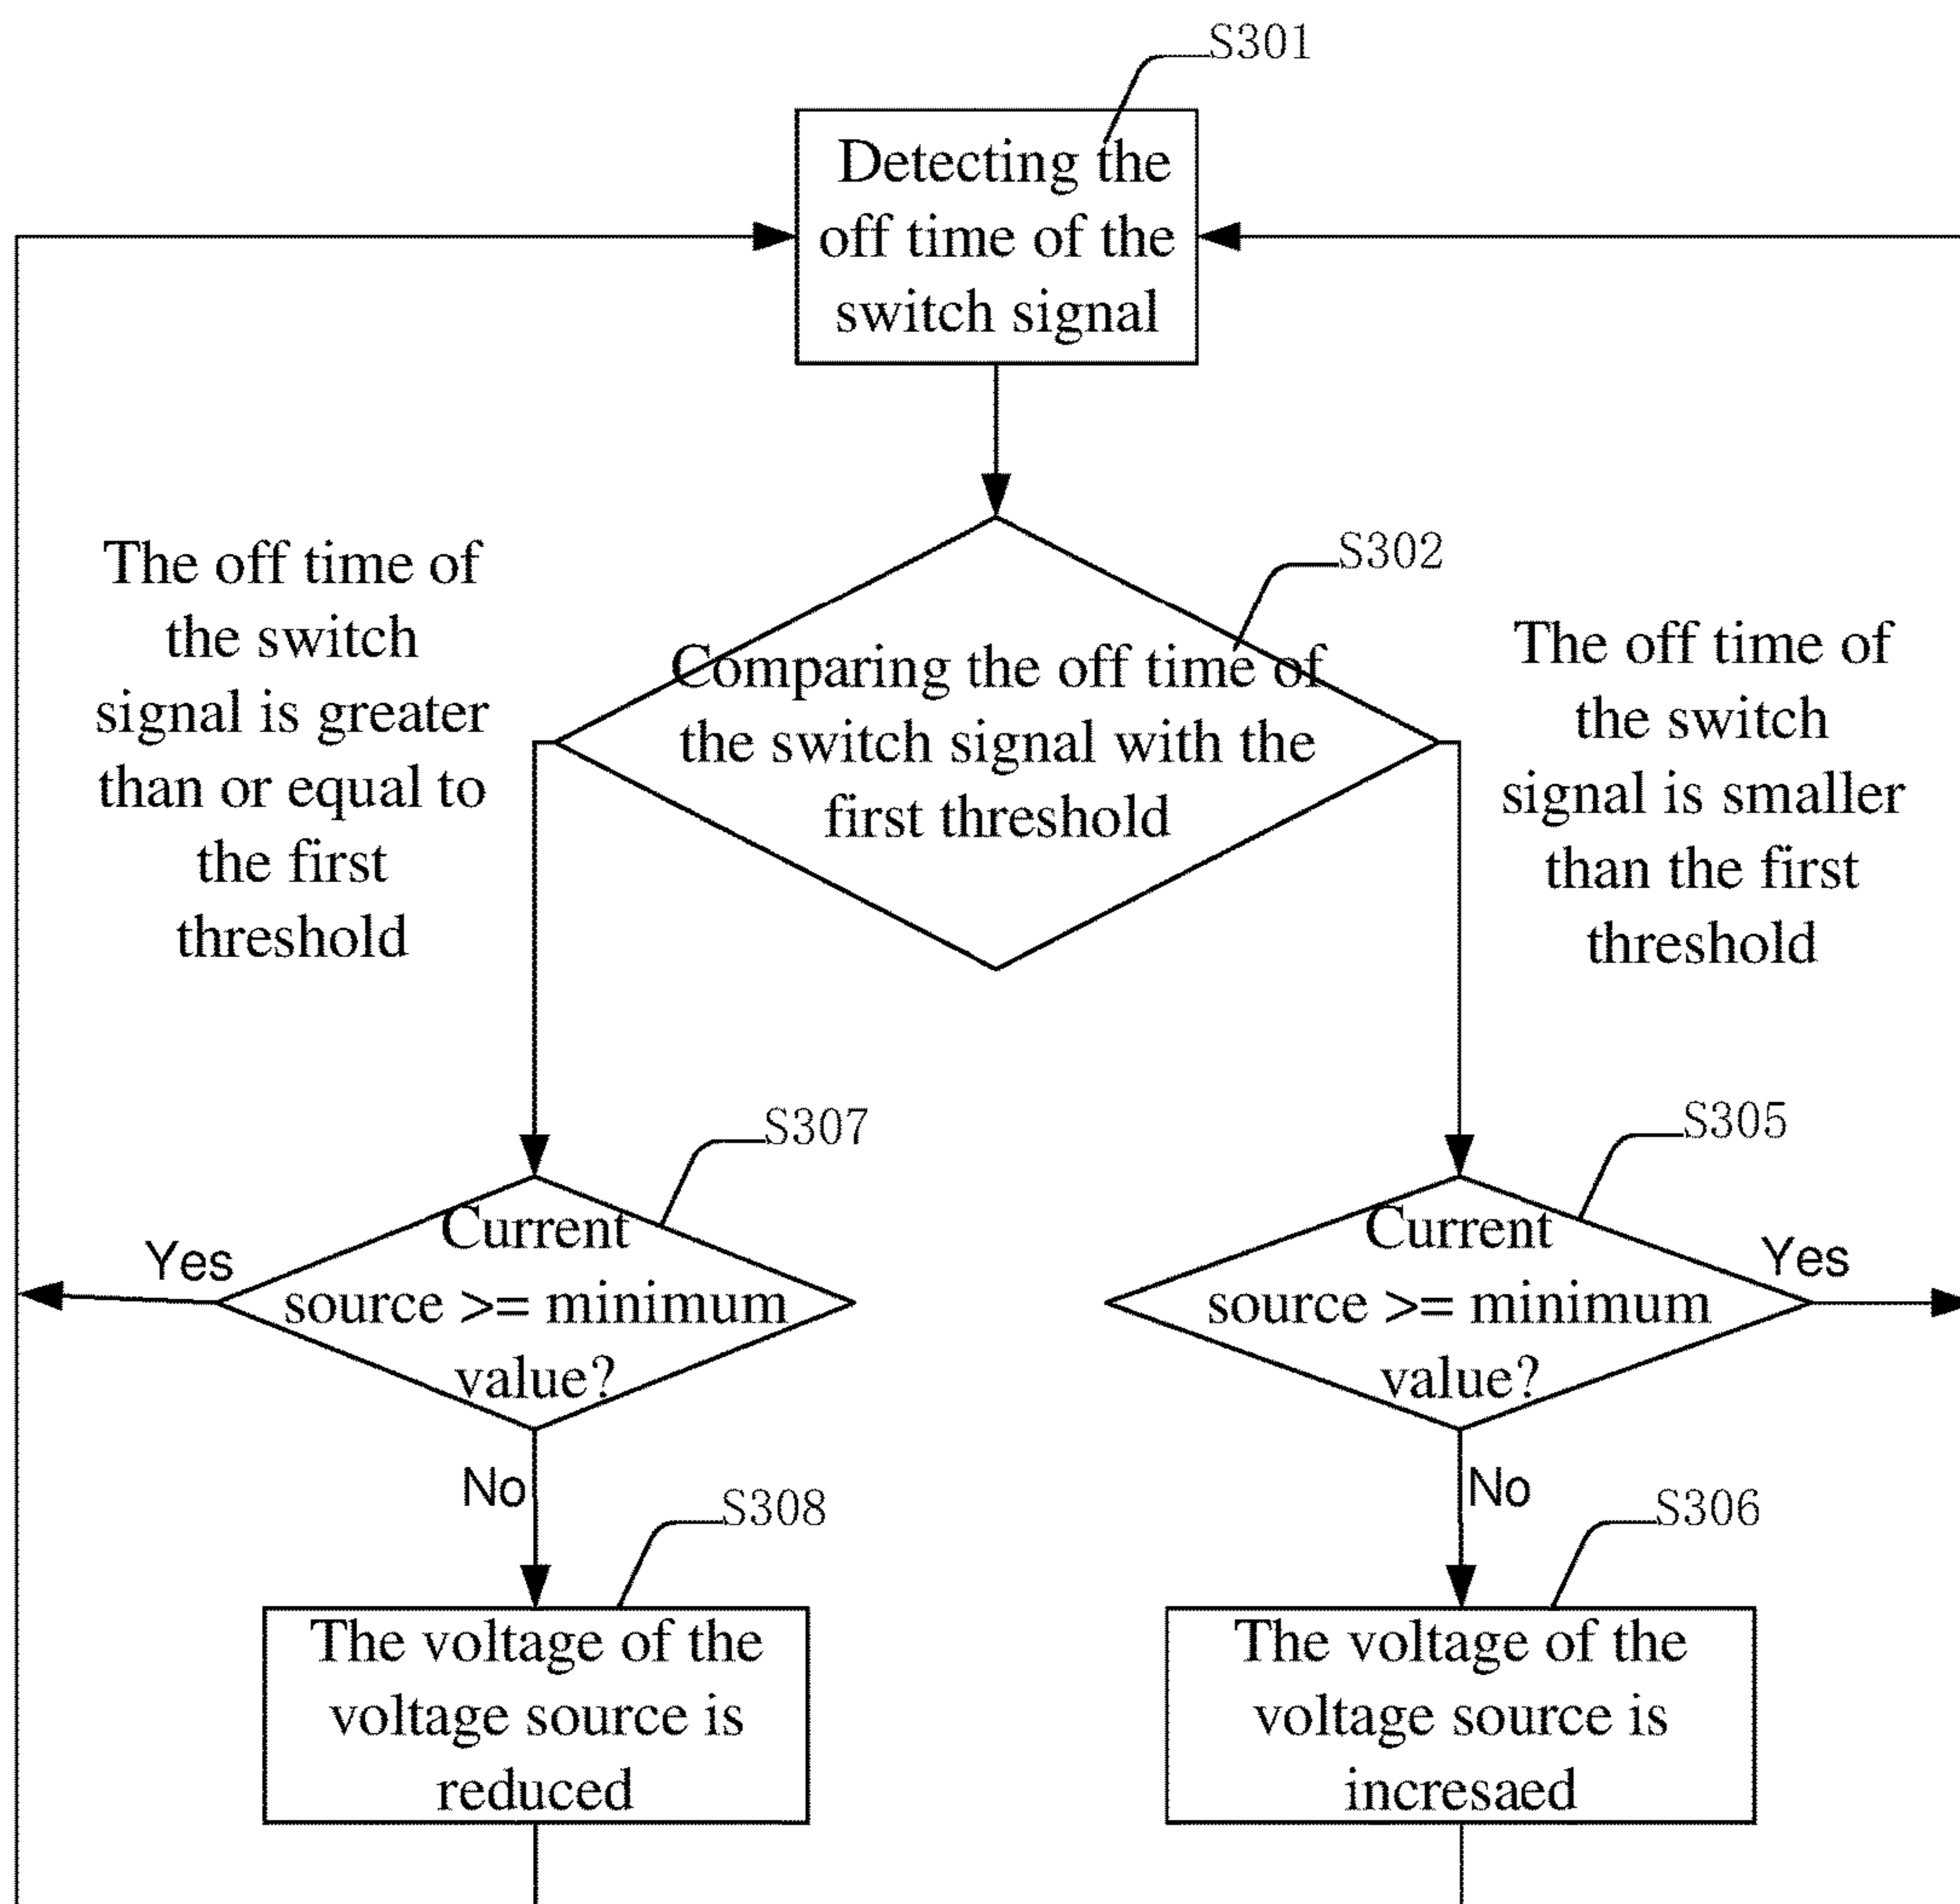 S301
Detecting the
off time of the
switch signal
S302
Comparing the off time of
the switch signal with the
first threshold
The off time of
the switch
signal is greater
than or equal to
the first
threshold
The off time of
the switch
signal is smaller
than the first
threshold
S307
Current
source >= minimum
value?
Yes
No
S305
Current
source >= minimum
value?
Yes
No
S308
The voltage of the
voltage source is
reduced
S306
The voltage of the
voltage source is
incresaed